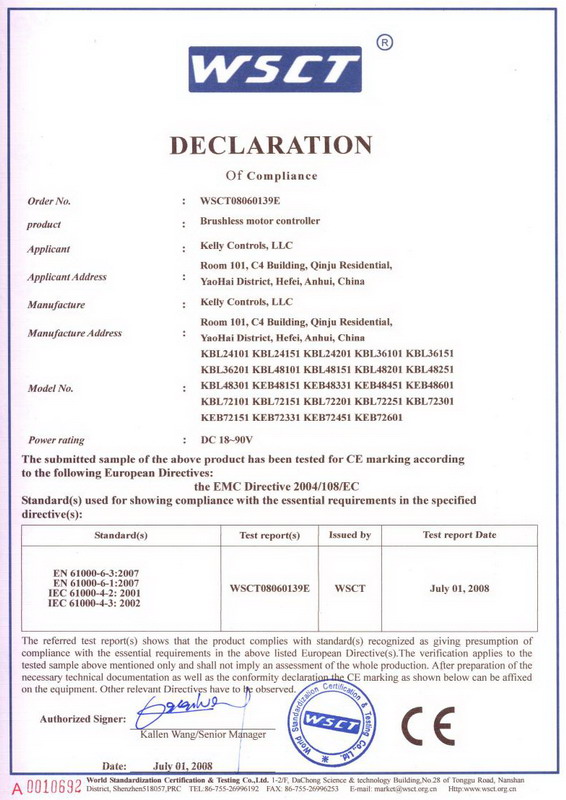 WSCT ®
DECLARATION
Of Compliance
Order No. : WSCT08060139E
product : Brushless motor controller
Applicant : Kelly Controls, LLC
Applicant Address : Room 101, C4 Building, Qinju Residential,
YaoHai District, Hefei, Anhui, China
Manufacture : Kelly Controls, LLC
Manufacture Address : Room 101, C4 Building, Qinju Residential,
YaoHai District, Hefei, Anhui, China
KBL24101 KBL24151 KBL24201 KBL36101 KBL36151
KBL36201 KBL48101 KBL48151 KBL48201 KBL48251
Model No. : KBL48301 KEB48151 KEB48331 KEB48451 KEB48601
KBL72101 KBL72151 KBL72201 KBL72251 KBL72301
KEB72151 KEB72331 KEB72451 KEB72601
Power rating : DC 18~90V
The submitted sample of the above product has been tested for CE marking according
to the following European Directives:
the EMC Directive 2004/108/EC
Standard(s) used for showing compliance with the essential requirements in the specified
directive(s):
Standard(s) Test report(s) Issued by Test report Date
EN 61000-6-3:2007
EN 61000-6-1:2007
IEC 61000-4-2: 2001
IEC 61000-4-3: 2002
WSCT08060139E WSCT July 01, 2008
The referred test report(s) shows that the product complies with standard(s) recognized as giving presumption of
compliance with the essential requirements in the above listed European Directive(s).The verification applies to the
tested sample above mentioned only and shall not imply an assessment of the whole production. After preparation of the
necessary technical documentation as well as the conformity declaration the CE marking as shown below can be affixed
on the equipment. Other relevant Directives have to be observed.
Authorized Signer:
Kallen Wang/Senior Manager
World Standardization Certification & Testing Co.,Ltd.
WSCT
CE
Date: July 01, 2008
A 0010692
World Standardization Certification & Testing Co.,Ltd. 1-2/F, DaChong Science & technology Building,No.28 of Tonggu Road, Nanshan
District, Shenzhen518057,PRC TEL:86-755-26996192 FAX: 86-755-26996253 E-mail: market@wsct.org.cn Http:www.wsct.org.cn